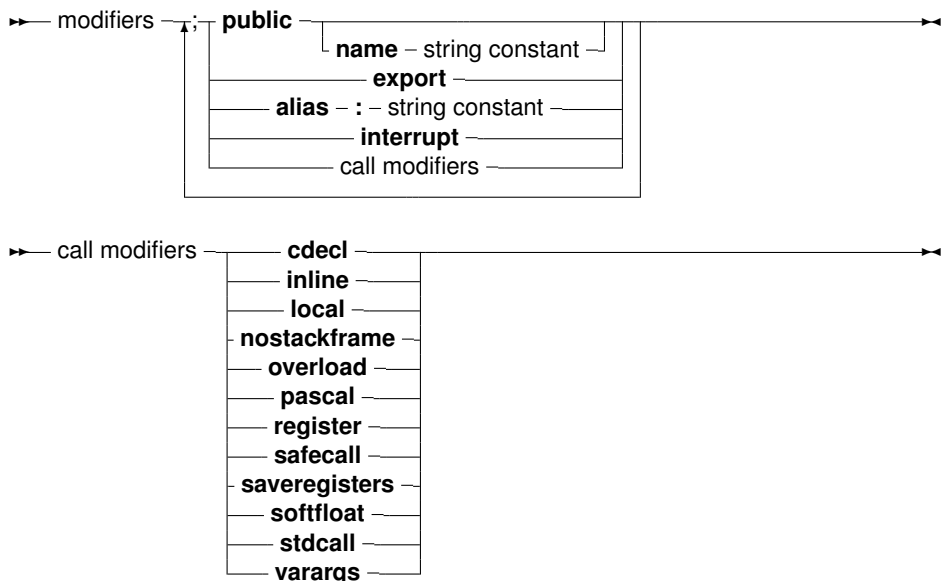 modifiers ; public
name string constant
export
alias : string constant
interrupt
call modifiers
call modifiers cdecl
inline
local
nostackframe
overload
pascal
register
safecall
saveregisters
softfloat
stdcall
varargs